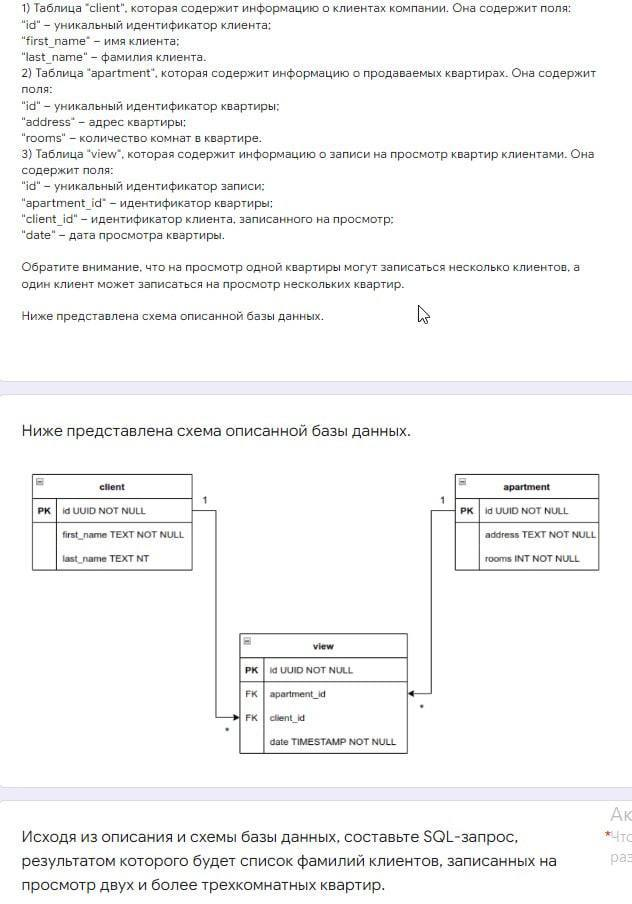 1) Таблица "client", которая содержит информацию о клиентах компании. Она содержит поля:
"id" – уникальный идентификатор клиента;
"first_name" – имя клиента;
"last_name" – фамилия клиента.
2) Таблица "apartment", которая содержит информацию о продаваемых квартирах. Она содержит
поля:
"id" – уникальный идентификатор квартиры;
"address" – адрес квартиры;
"rooms" – количество комнат в квартире.
3) Таблица "view", которая содержит информацию о записи на просмотр квартир клиентами. Она
содержит поля:
"id" – уникальный идентификатор записи;
"apartment_id" – идентификатор квартиры;
"client_id" – идентификатор клиента, записанного на просмотр;
"date" – дата просмотра квартиры.
Обратите внимание, что на просмотр одной квартиры могут записаться несколько клиентов, а
один клиент может записаться на просмотр нескольких квартир.
Ниже представлена схема описанной базы данных.
Ниже представлена схема описанной базы данных.
client
PK id UUID NOT NULL
first_name TEXT NOT NULL
last_name TEXT NT
1
1
apartment
PK id UUID NOT NULL
address TEXT NOT NULL
rooms INT NOT NULL
view
PK id UUID NOT NULL
FK apartment_id
FK client_id
date TIMESTAMP NOT NULL
*
*
Исходя из описания и схемы базы данных, составьте SQL-запрос,
результатом которого будет список фамилий клиентов, записанных на
просмотр двух и более трехкомнатных квартир.
*